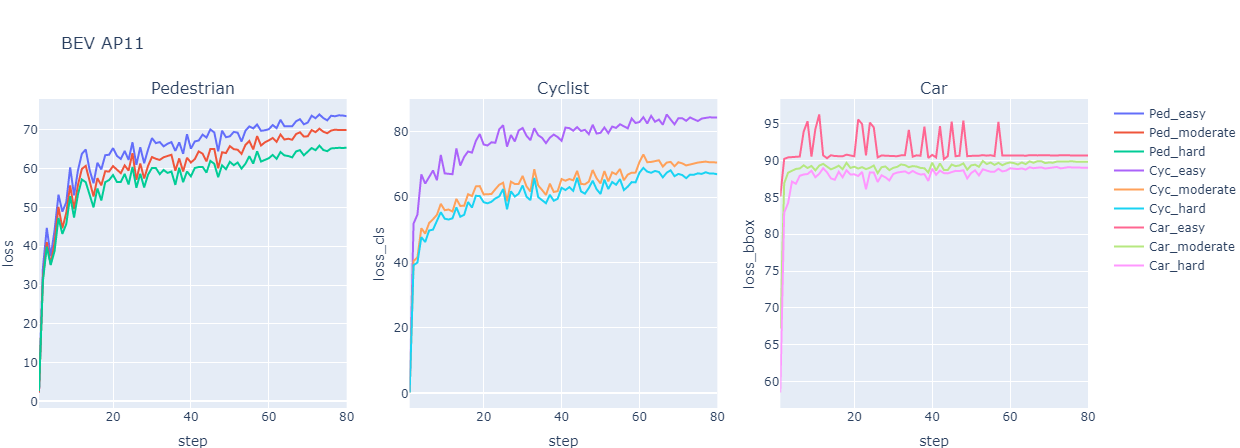 BEV AP11
Pedestrian
Cyclist
Car
loss
0
10
20
30
40
50
60
70
20
40
60
80
step
loss_cls
0
20
40
60
80
20
40
60
80
step
loss_bbox
60
65
70
75
80
85
90
95
20
40
60
80
step
Ped_easy
Ped_moderate
Ped_hard
Cyc_easy
Cyc_moderate
Cyc_hard
Car_easy
Car_moderate
Car_hard